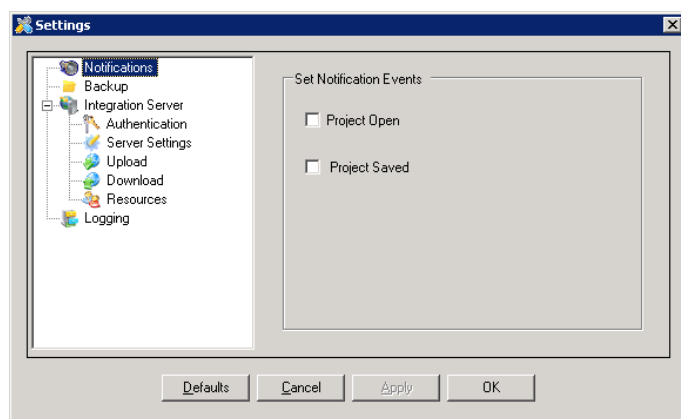 Settings
Notifications
Backup
Integration Server
Authentication
Server Settings
Upload
Download
Resources
Logging
Set Notification Events
Project Open
Project Saved
Defaults Cancel Apply OK